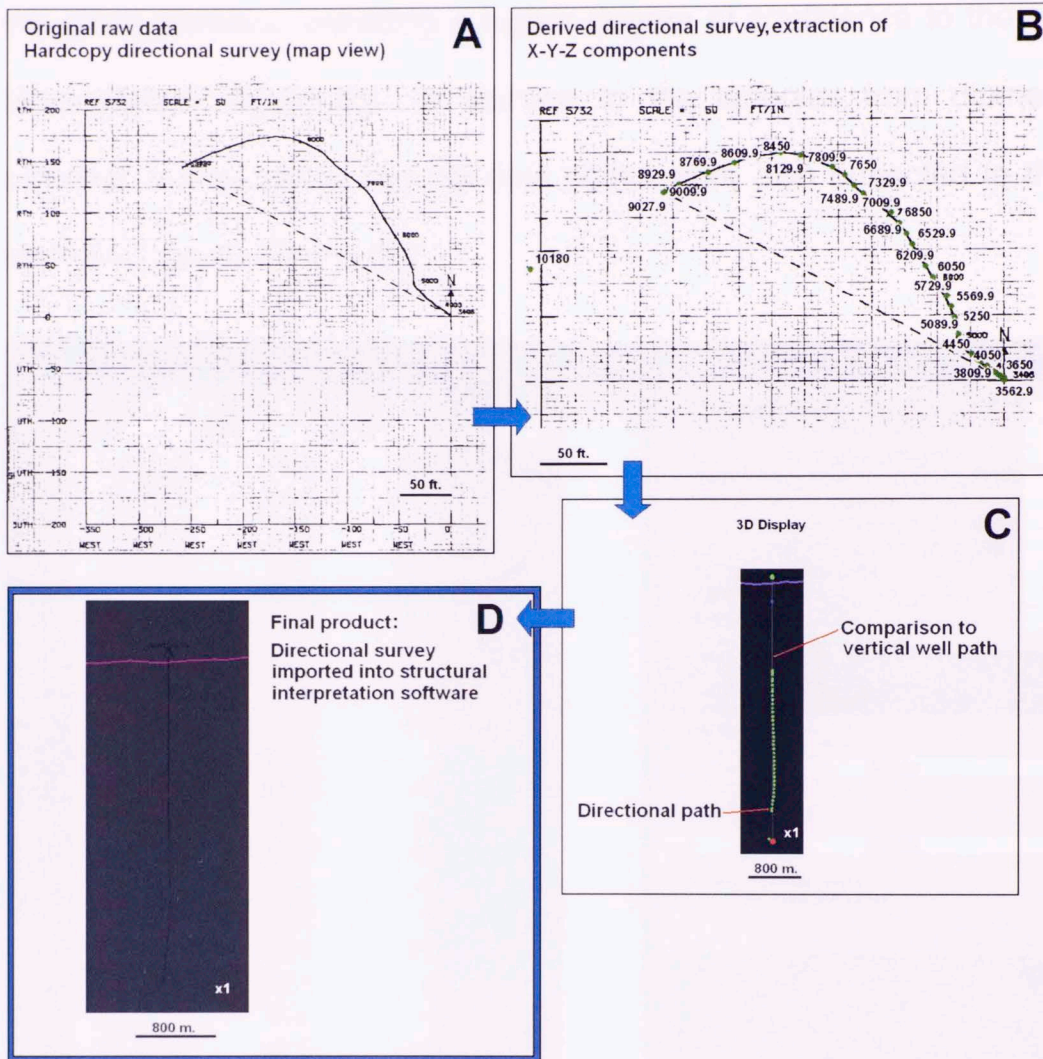 Original raw data
Hardcopy directional survey (map view)
A
REF S732 SCALE = 50 FT/IN
200
150
100
50
0
-50
-100
-150
-200
-350 -300 -250 -200 -150 -100 -50 0
WEST WEST WEST WEST WEST WEST WEST
8000
6000
5000
N
50 ft.
Derived directional survey, extraction of
X-Y-Z components
B
REF S732 SCALE = 50 FT/IN
8450
8609.9
7809.9
8769.9
8129.9
7650
8929.9
7329.9
9009.9
7489.9
7009.9
9027.9
6850
6689.9
6529.9
6209.9
10180
6050
5729.9
5569.9
5250
5089.9
N
4450
4050
3650
3809.9
3562.9
50 ft.
C
3D Display
Comparison to
vertical well path
Directional path
x1
800 m.
D
Final product:
Directional survey
imported into structural
interpretation software
x1
800 m.